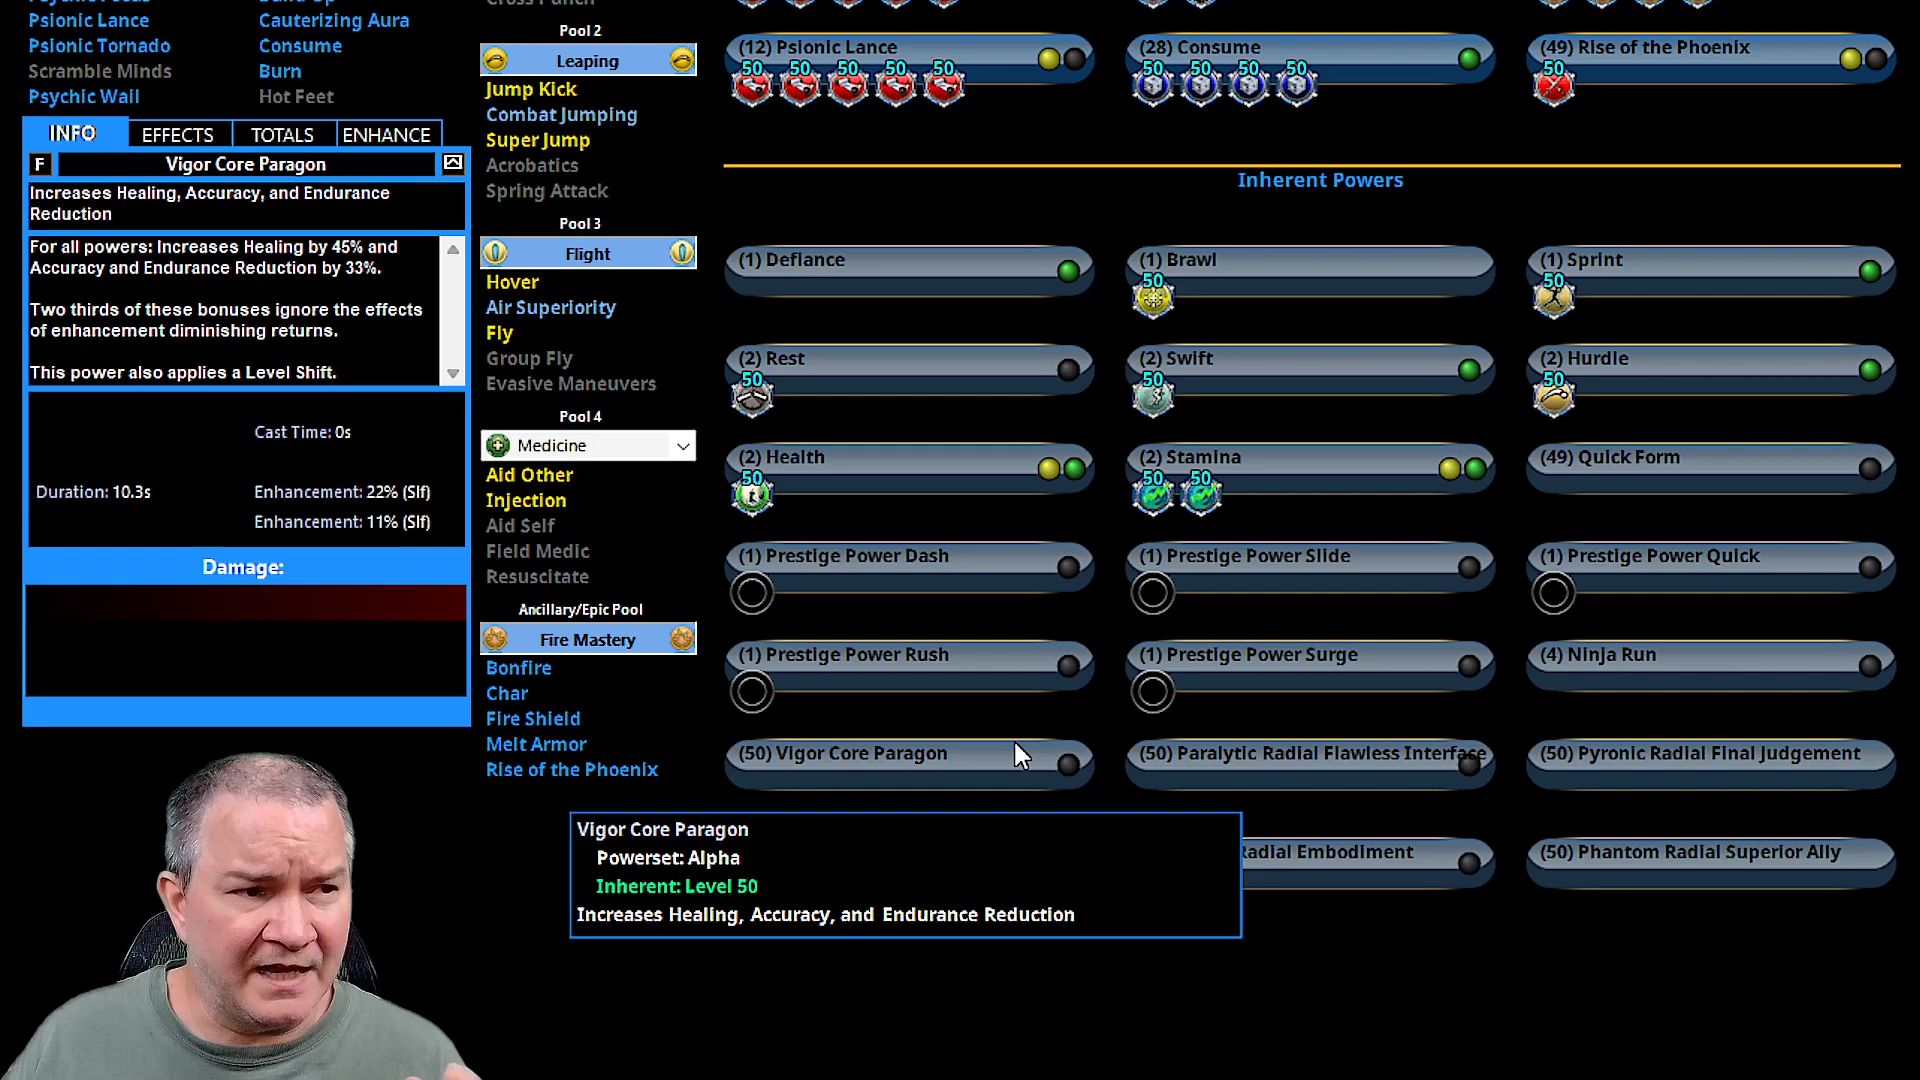 Psionic Lance
Psionic Tornado
Scramble Minds
Psychic Wail
Cauterizing Aura
Consume
Burn
Hot Feet
INFO
EFFECTS
TOTALS
ENHANCE
F
Vigor Core Paragon
Increases Healing, Accuracy, and Endurance
Reduction
For all powers: Increases Healing by 45% and
Accuracy and Endurance Reduction by 33%.
Two thirds of these bonuses ignore the effects
of enhancement diminishing returns.
This power also applies a Level Shift.
Cast Time: 0s
Duration: 10.3s
Enhancement: 22% (Slf)
Enhancement: 11% (Slf)
Damage:
Cross Punch
Pool 2
Leaping
Jump Kick
Combat Jumping
Super Jump
Acrobatics
Spring Attack
Pool 3
Flight
Hover
Air Superiority
Fly
Group Fly
Evasive Maneuvers
Pool 4
Medicine
Aid Other
Injection
Aid Self
Field Medic
Resuscitate
Ancillary/Epic Pool
Fire Mastery
Bonfire
Char
Fire Shield
Melt Armor
Rise of the Phoenix
(12) Psionic Lance
50 50 50 50 50
(28) Consume
50 50 50 50
(49) Rise of the Phoenix
50
Inherent Powers
(1) Defiance
(1) Brawl
50
(1) Sprint
50
(2) Rest
50
(2) Swift
50
(2) Hurdle
50
(2) Health
50
(2) Stamina
50 50
(49) Quick Form
(1) Prestige Power Dash
(1) Prestige Power Slide
(1) Prestige Power Quick
(1) Prestige Power Rush
(1) Prestige Power Surge
(4) Ninja Run
(50) Vigor Core Paragon
(50) Paralytic Radial Flawless Interface
(50) Pyronic Radial Final Judgement
Radial Embodiment
(50) Phantom Radial Superior Ally
Vigor Core Paragon
Powerset: Alpha
Inherent: Level 50
Increases Healing, Accuracy, and Endurance Reduction